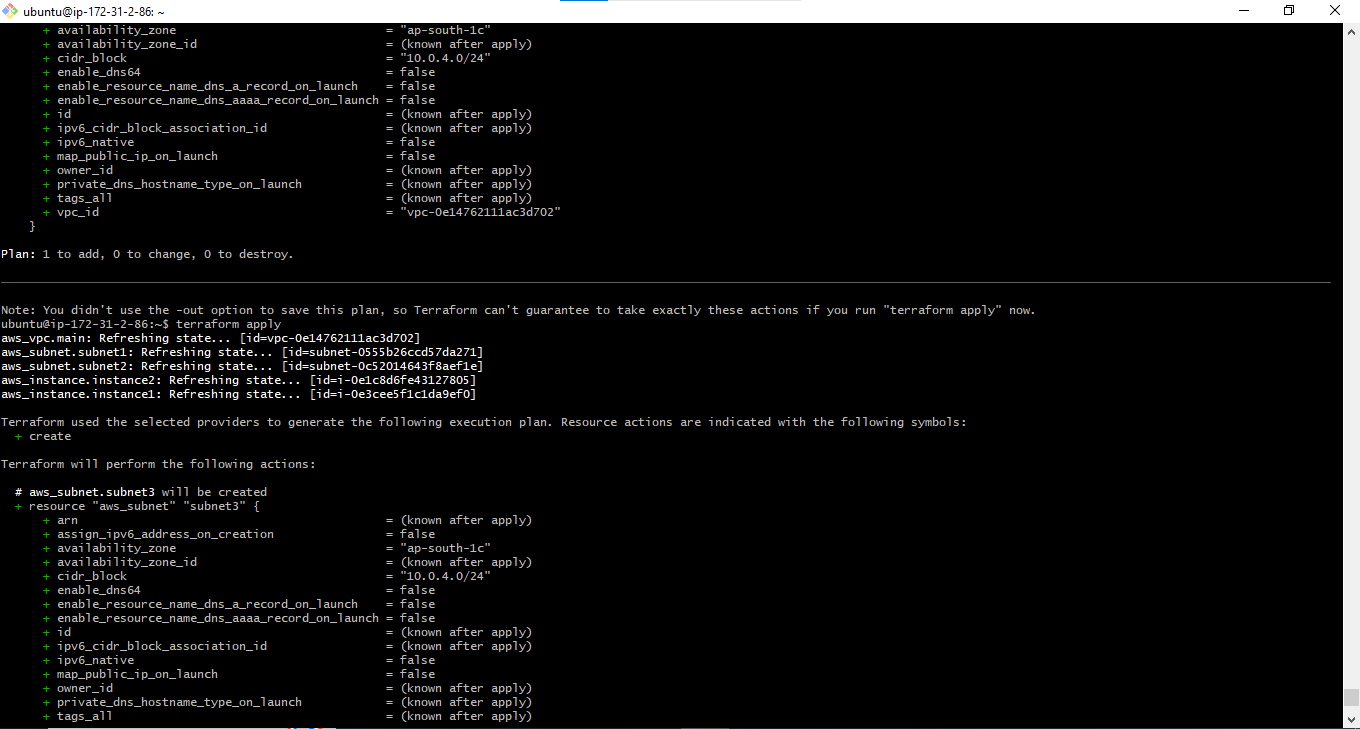 ubuntu@ip-172-31-2-86: ~
+ availability_zone = "ap-south-1c"
+ availability_zone_id = (known after apply)
+ cidr_block = "10.0.4.0/24"
+ enable_dns64 = false
+ enable_resource_name_dns_a_record_on_launch = false
+ enable_resource_name_dns_aaaa_record_on_launch = false
+ id = (known after apply)
+ ipv6_cidr_block_association_id = (known after apply)
+ ipv6_native = false
+ map_public_ip_on_launch = false
+ owner_id = (known after apply)
+ private_dns_hostname_type_on_launch = (known after apply)
+ tags_all = (known after apply)
+ vpc_id = "vpc-0e14762111ac3d702"
}
Plan: 1 to add, 0 to change, 0 to destroy.
Note: You didn't use the -out option to save this plan, so Terraform can't guarantee to take exactly these actions if you run "terraform apply" now.
ubuntu@ip-172-31-2-86:~$ terraform apply
aws_vpc.main: Refreshing state... [id=vpc-0e14762111ac3d702]
aws_subnet.subnet1: Refreshing state... [id=subnet-0555b26ccd57da271]
aws_subnet.subnet2: Refreshing state... [id=subnet-0c52014643f8aef1e]
aws_instance.instance2: Refreshing state... [id=i-0e1c8d6fe43127805]
aws_instance.instance1: Refreshing state... [id=i-0e3cee5f1c1da9ef0]
Terraform used the selected providers to generate the following execution plan. Resource actions are indicated with the following symbols:
+ create
Terraform will perform the following actions:
# aws_subnet.subnet3 will be created
+ resource "aws_subnet" "subnet3" {
+ arn = (known after apply)
+ assign_ipv6_address_on_creation = false
+ availability_zone = "ap-south-1c"
+ availability_zone_id = (known after apply)
+ cidr_block = "10.0.4.0/24"
+ enable_dns64 = false
+ enable_resource_name_dns_a_record_on_launch = false
+ enable_resource_name_dns_aaaa_record_on_launch = false
+ id = (known after apply)
+ ipv6_cidr_block_association_id = (known after apply)
+ ipv6_native = false
+ map_public_ip_on_launch = false
+ owner_id = (known after apply)
+ private_dns_hostname_type_on_launch = (known after apply)
+ tags_all = (known after apply)